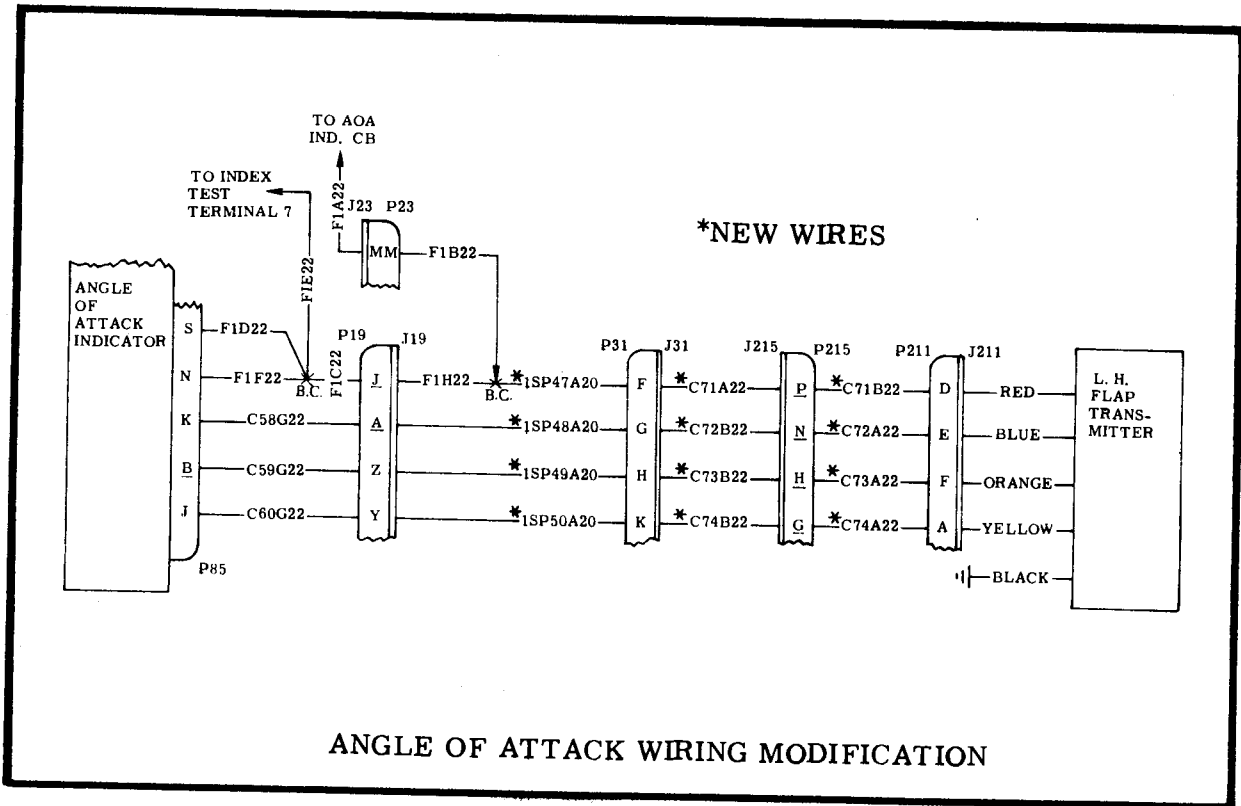 TO AOA
IND. CB
TO INDEX
TEST
TERMINAL 7
F1A22
J23 P23
*NEW WIRES
MM F1B22
F1E22
ANGLE
OF
ATTACK
INDICATOR
P19 J19 P31 J31 J215 P215 P211 J211
S F1D22
N F1F22 B.C. F1C22 J F1H22 B.C. *1SP47A20 F *C71A22 P *C71B22 D RED
K C58G22 A *1SP48A20 G *C72B22 N *C72A22 E BLUE
B C59G22 Z *1SP49A20 H *C73B22 H *C73A22 F ORANGE
J C60G22 Y *1SP50A20 K *C74B22 G *C74A22 A YELLOW
BLACK
L. H.
FLAP
TRANS-
MITTER
P85
ANGLE OF ATTACK WIRING MODIFICATION